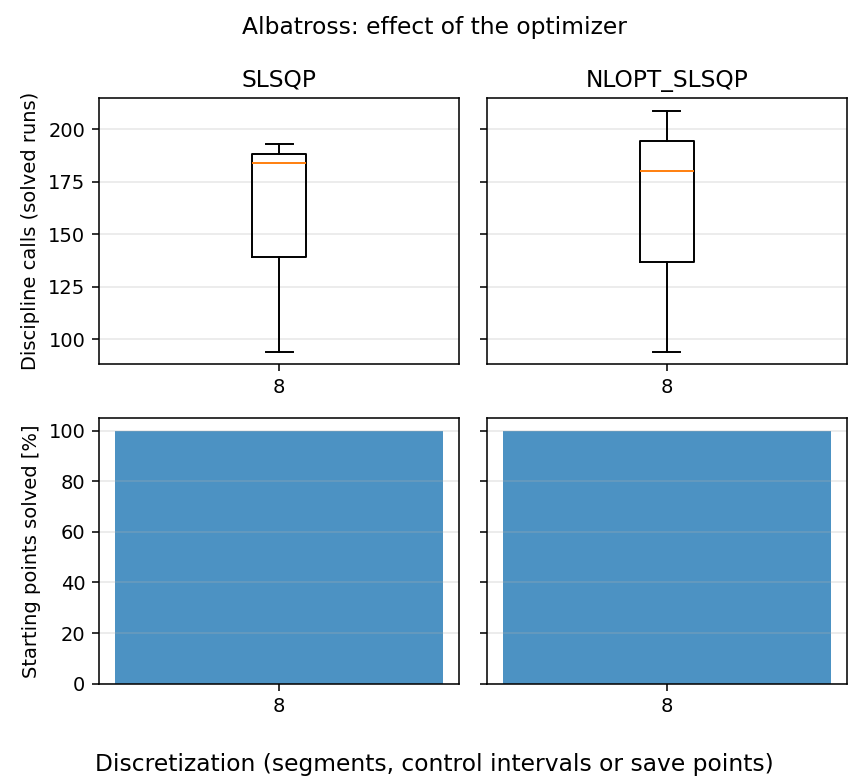 Albatross: effect of the optimizer
SLSQP
NLOPT_SLSQP
Discipline calls (solved runs)
200
175
150
125
100
8
8
Starting points solved [%]
100
80
60
40
20
0
8
8
Discretization (segments, control intervals or save points)